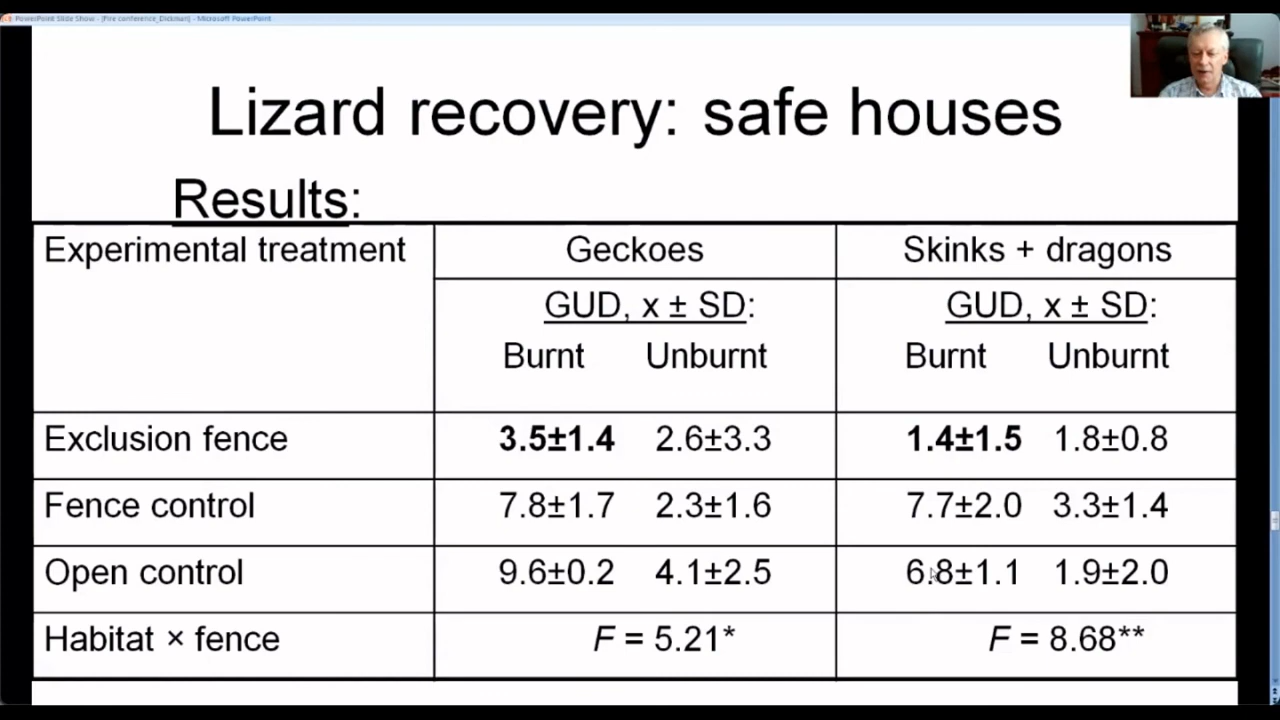 PowerPoint Slide Show - [Fire conference_Dickman] - Microsoft PowerPoint
Lizard recovery: safe houses
Results:
Experimental treatment Geckoes Skinks + dragons
GUD, x ± SD: GUD, x ± SD:
Burnt Unburnt Burnt Unburnt
Exclusion fence 3.5±1.4 2.6±3.3 1.4±1.5 1.8±0.8
Fence control 7.8±1.7 2.3±1.6 7.7±2.0 3.3±1.4
Open control 9.6±0.2 4.1±2.5 6.8±1.1 1.9±2.0
Habitat × fence F = 5.21* F = 8.68**